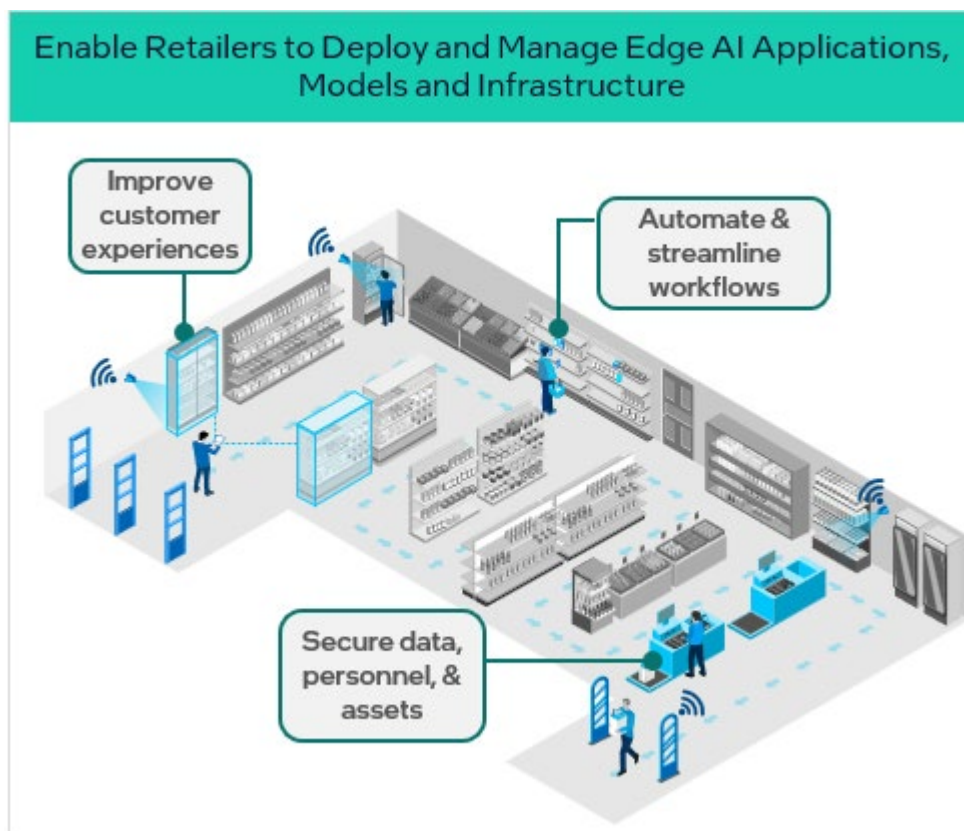 Enable Retailers to Deploy and Manage Edge AI Applications,
Models and Infrastructure
Improve
customer
experiences
Automate &
streamline
workflows
Secure data,
personnel, &
assets